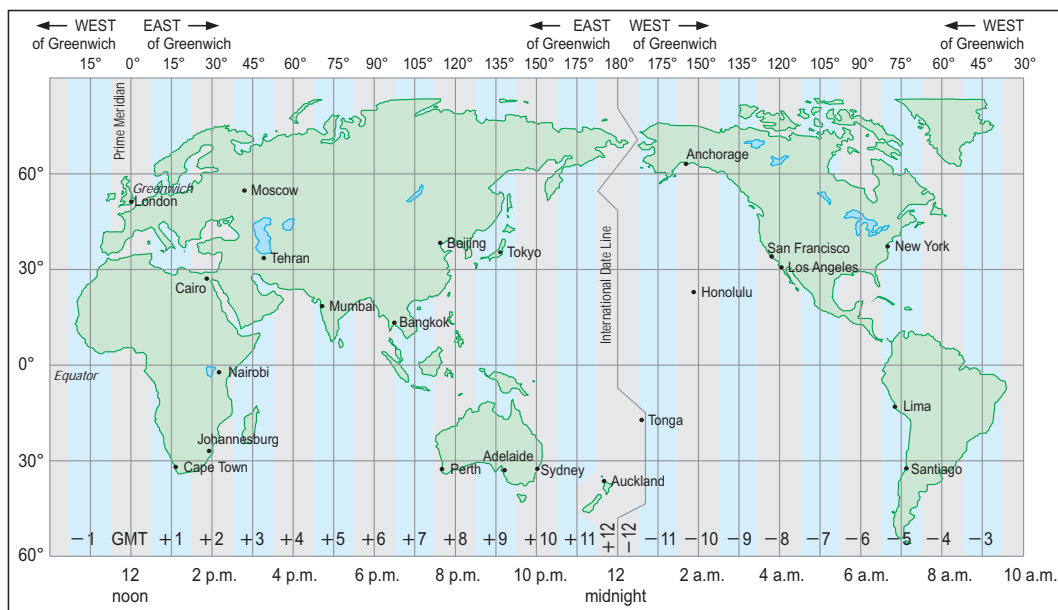 WEST EAST EAST WEST WEST
of Greenwich of Greenwich of Greenwich of Greenwich of Greenwich
15° 0° 15 30 45 60 75 90 105 120 135 150 175 180 175 150 135 120 105 90 75 60 45 30
Prime Meridian
Anchorage
60°
Greenwich
London
Moscow
Beijing
Tokyo
San Francisco
New York
Tehran
Los Angeles
30°
Cairo
International Date Line
Honolulu
Mumbai
Bangkok
0°
Equator
Nairobi
Lima
Tonga
Johannesburg
Adelaide
Cape Town
Perth
Sydney
Santiago
30°
Auckland
−1 GMT +1 +2 +3 +4 +5 +6 +7 +8 +9 +10 +11 +12 −12 −11 −10 −9 −8 −7 −6 −5 −4 −3
60°
12 2 p.m. 4 p.m. 6 p.m. 8 p.m. 10 p.m. 12 2 a.m. 4 a.m. 6 a.m. 8 a.m. 10 a.m.
noon midnight